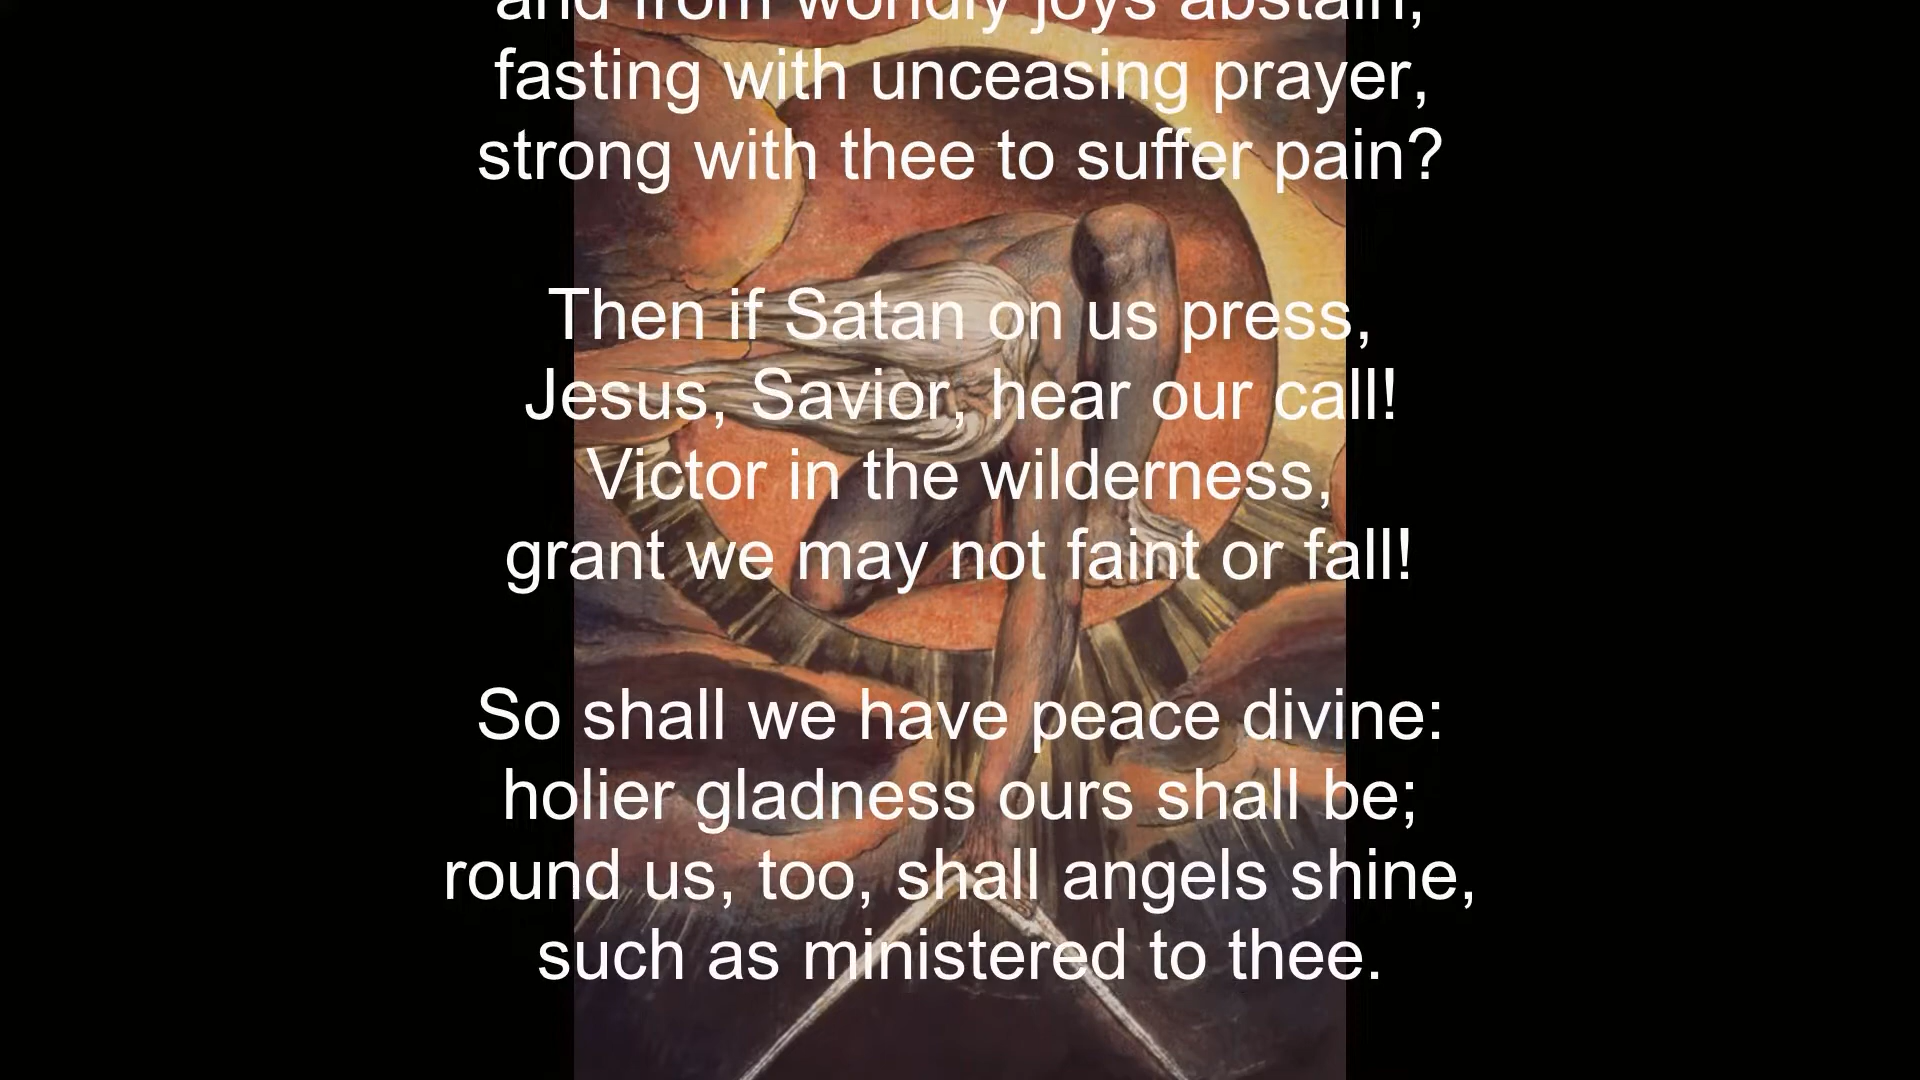 and from worldly joys abstain,
fasting with unceasing prayer,
strong with thee to suffer pain?
Then if Satan on us press,
Jesus, Savior, hear our call!
Victor in the wilderness,
grant we may not faint or fall!
So shall we have peace divine:
holier gladness ours shall be;
round us, too, shall angels shine,
such as ministered to thee.